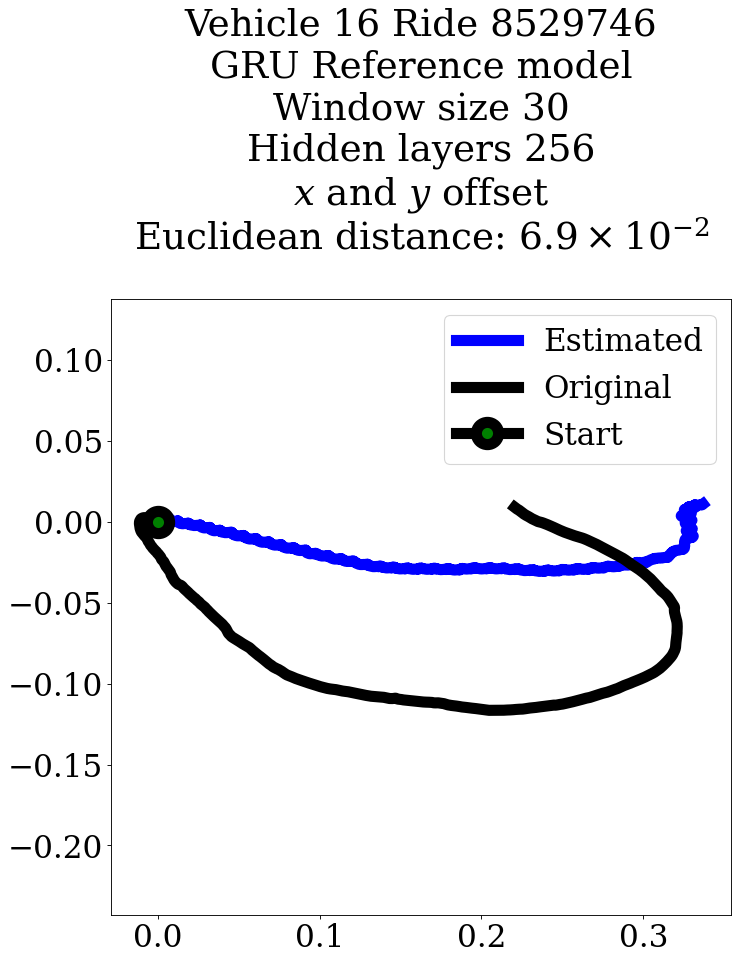 Vehicle 16 Ride 8529746
GRU Reference model
Window size 30
Hidden layers 256
x and y offset
Euclidean distance: 6.9 × 10⁻²
Estimated
Original
Start
0.10
0.05
0.00
−0.05
−0.10
−0.15
−0.20
0.0 0.1 0.2 0.3